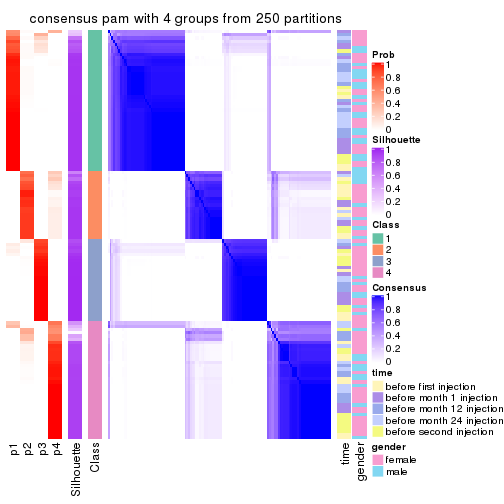 consensus pam with 4 groups from 250 partitions
p1
p2
p3
p4
Silhouette
Class
time
gender
Prob
1
0.8
0.6
0.4
0.2
0
Silhouette
1
0.8
0.6
0.4
0.2
0
Class
1
2
3
4
Consensus
1
0.8
0.6
0.4
0.2
0
time
before first injection
before month 1 injection
before month 12 injection
before month 24 injection
before second injection
gender
female
male